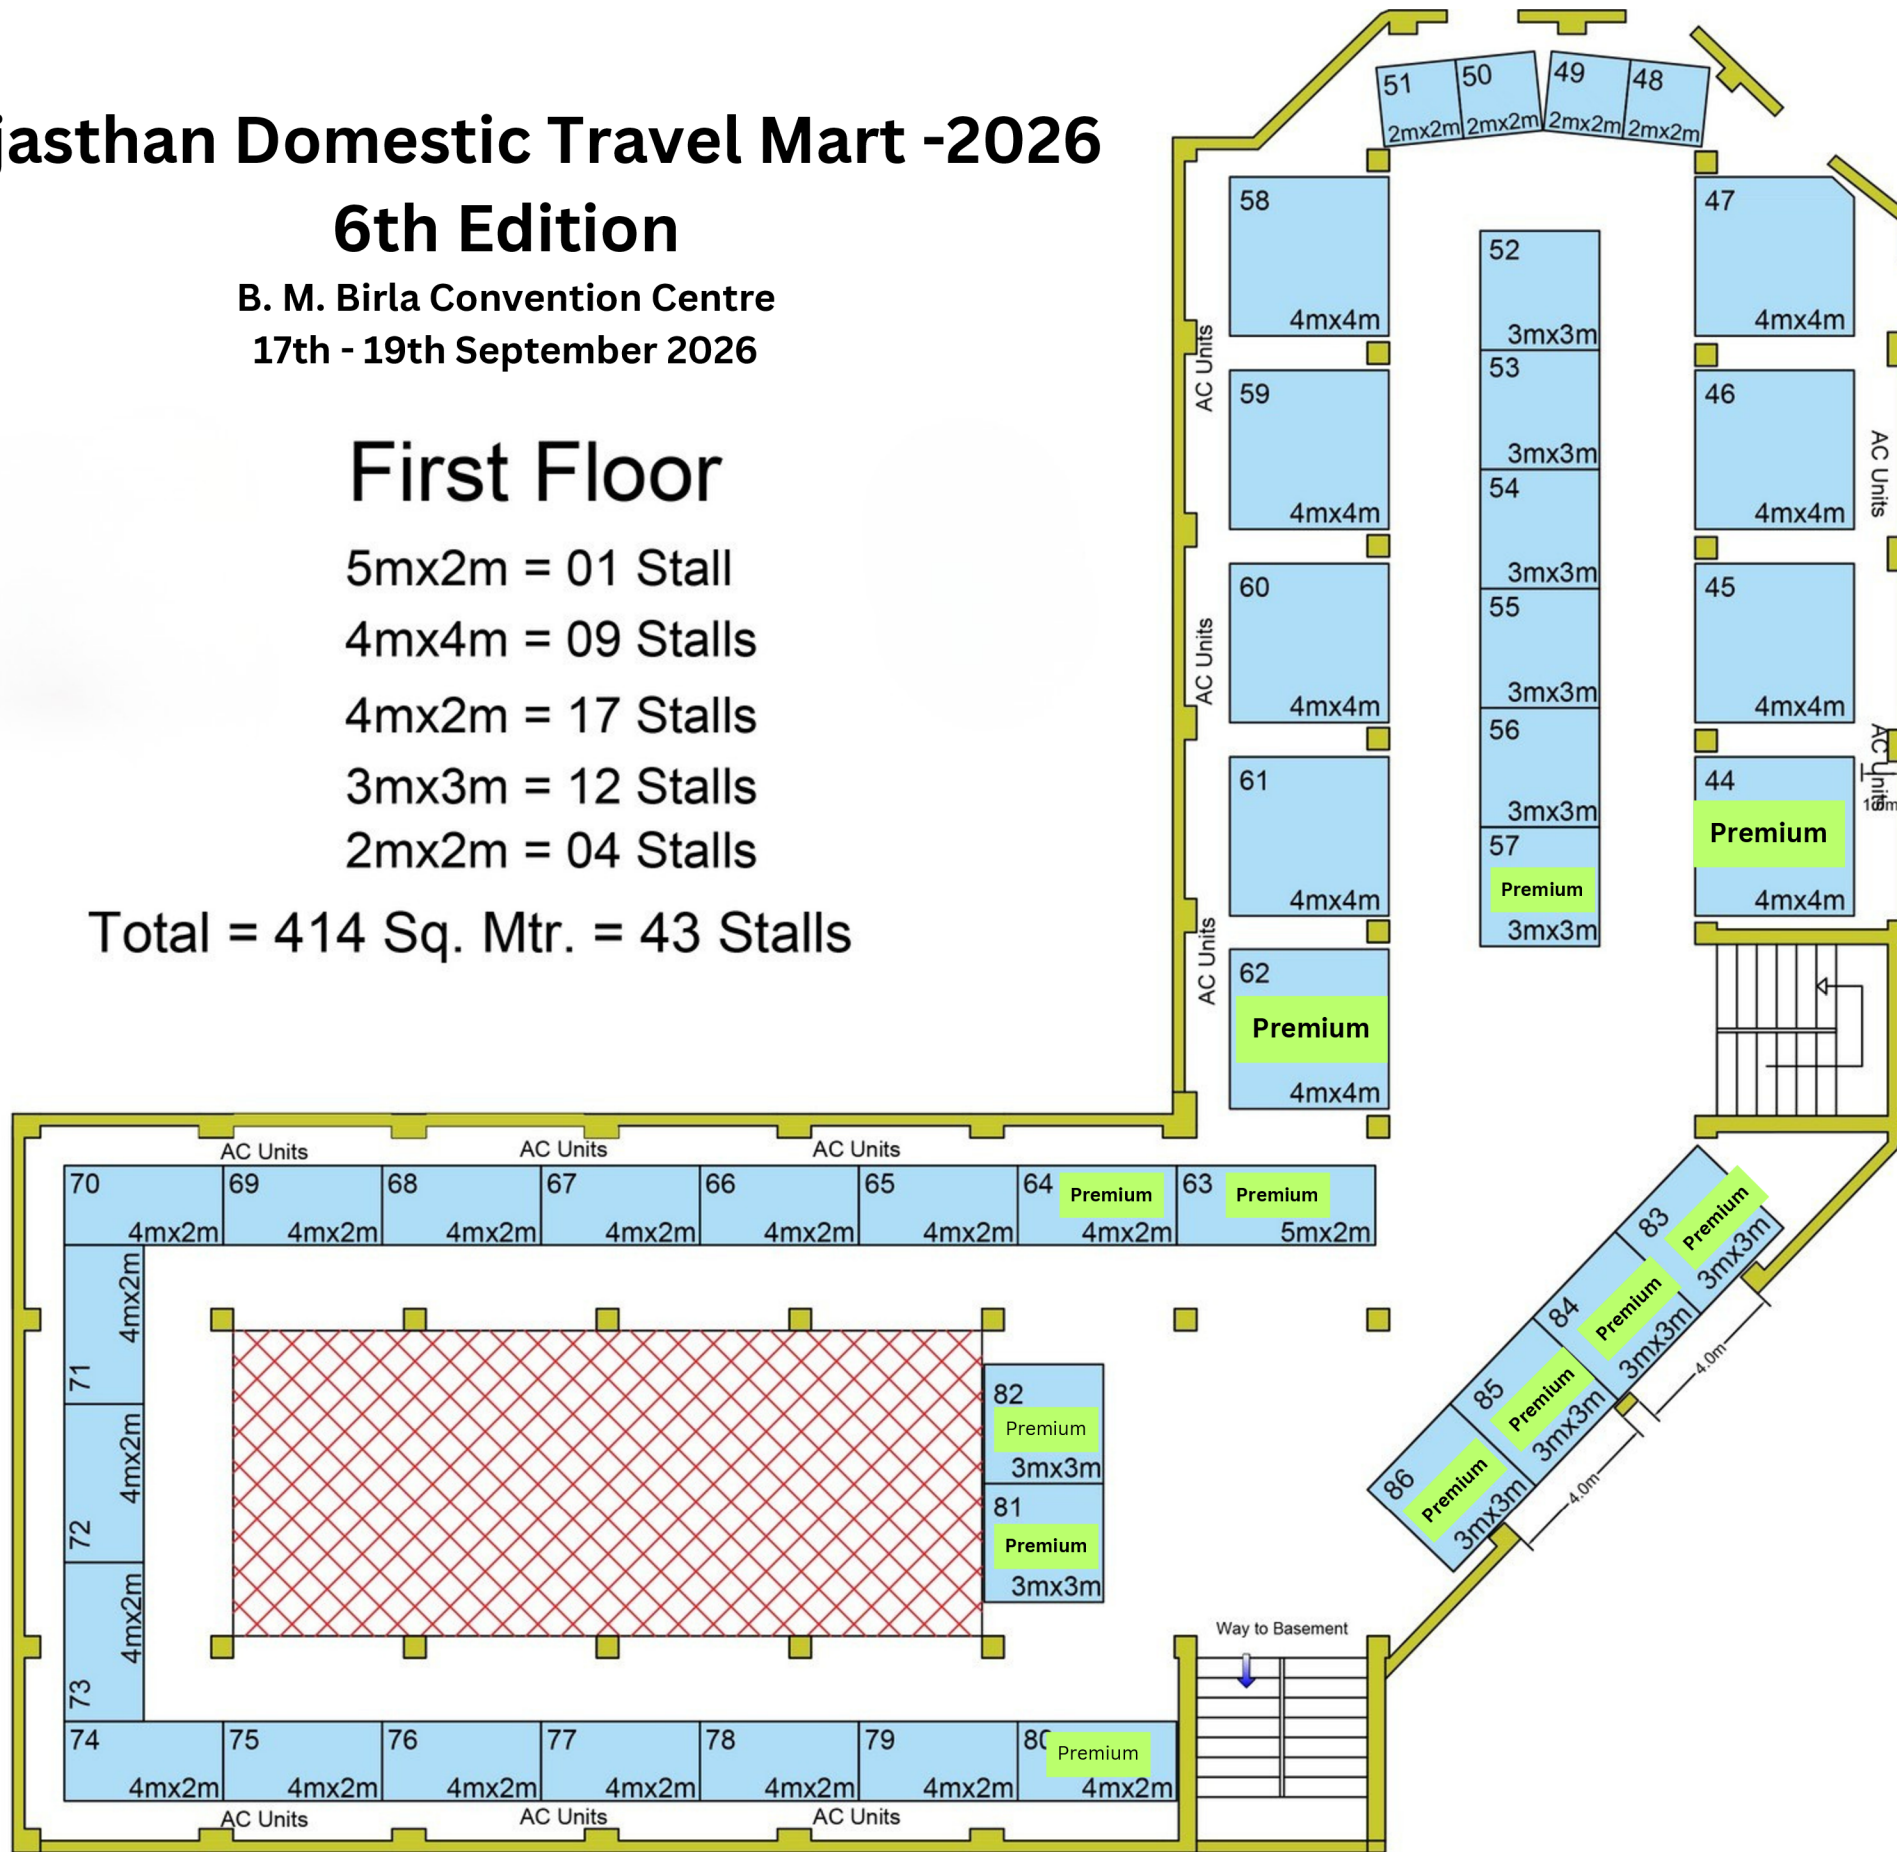 jasthan Domestic Travel Mart -2026
6th Edition
B. M. Birla Convention Centre
17th - 19th September 2026
First Floor
5mx2m = 01 Stall
4mx4m = 09 Stalls
4mx2m = 17 Stalls
3mx3m = 12 Stalls
2mx2m = 04 Stalls
Total = 414 Sq. Mtr. = 43 Stalls
51
2mx2m
50
2mx2m
49
2mx2m
48
2mx2m
58
4mx4m
59
4mx4m
60
4mx4m
61
4mx4m
62
Premium
4mx4m
AC Units
AC Units
AC Units
52
3mx3m
53
3mx3m
54
3mx3m
55
3mx3m
56
3mx3m
57
Premium
3mx3m
47
4mx4m
46
4mx4m
45
4mx4m
44
Premium
4mx4m
AC Units
AC Units
AC Units
AC Units
AC Units
70
4mx2m
69
4mx2m
68
4mx2m
67
4mx2m
66
4mx2m
65
4mx2m
64
Premium
4mx2m
63
Premium
5mx2m
71
4mx2m
72
4mx2m
73
4mx2m
82
Premium
3mx3m
81
Premium
3mx3m
83
Premium
3mx3m
84
Premium
3mx3m
85
Premium
3mx3m
86
Premium
3mx3m
4.0m
4.0m
Way to Basement
74
4mx2m
75
4mx2m
76
4mx2m
77
4mx2m
78
4mx2m
79
4mx2m
80
Premium
4mx2m
AC Units
AC Units
AC Units